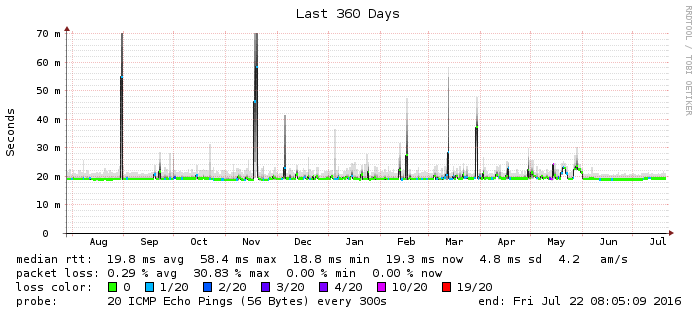 Last 360 Days
RRDTOOL / TOBI OETIKER
Seconds
70 m
60 m
50 m
40 m
30 m
20 m
10 m
0
Aug Sep Oct Nov Dec Jan Feb Mar Apr May Jun Jul
median rtt: 19.8 ms avg 58.4 ms max 18.8 ms min 19.3 ms now 4.8 ms sd 4.2 am/s
packet loss: 0.29 % avg 30.83 % max 0.00 % min 0.00 % now
loss color: 0 1/20 2/20 3/20 4/20 10/20 19/20
probe: 20 ICMP Echo Pings (56 Bytes) every 300s end: Fri Jul 22 08:05:09 2016